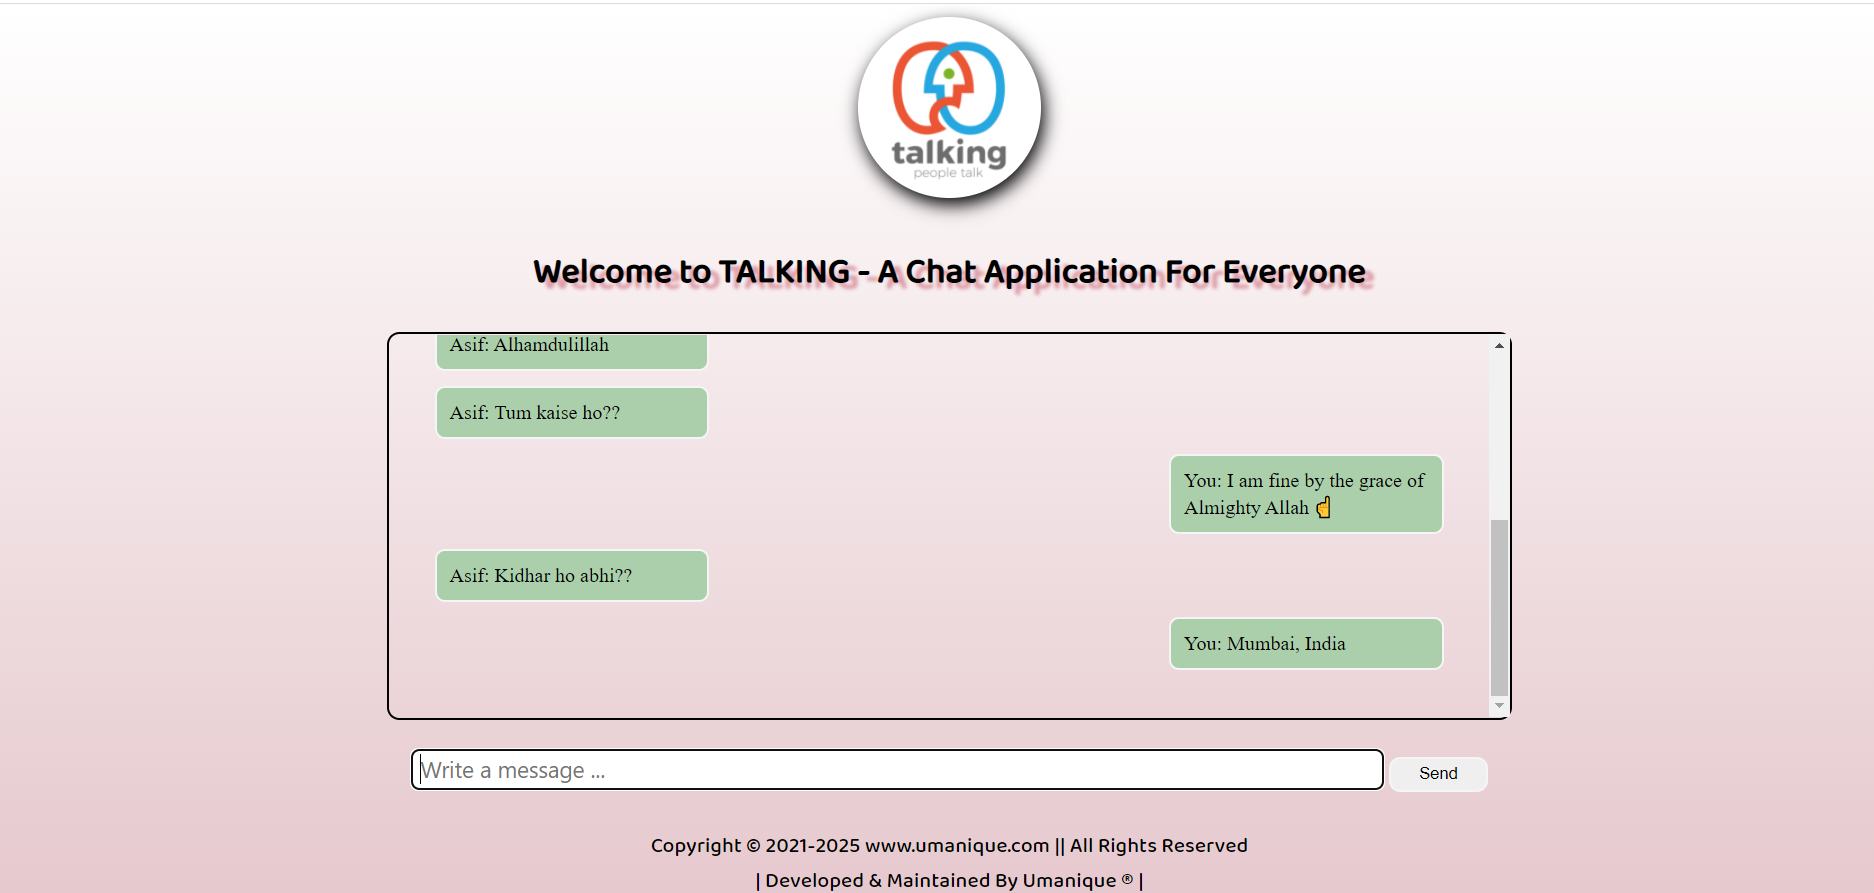 talking
people talk
Welcome to TALKING - A Chat Application For Everyone
Asif: Alhamdulillah
Asif: Tum kaise ho??
You: I am fine by the grace of
Almighty Allah ☝
Asif: Kidhar ho abhi??
You: Mumbai, India
Write a message ...
Send
Copyright © 2021-2025 www.umanique.com || All Rights Reserved
| Developed & Maintained By Umanique ® |